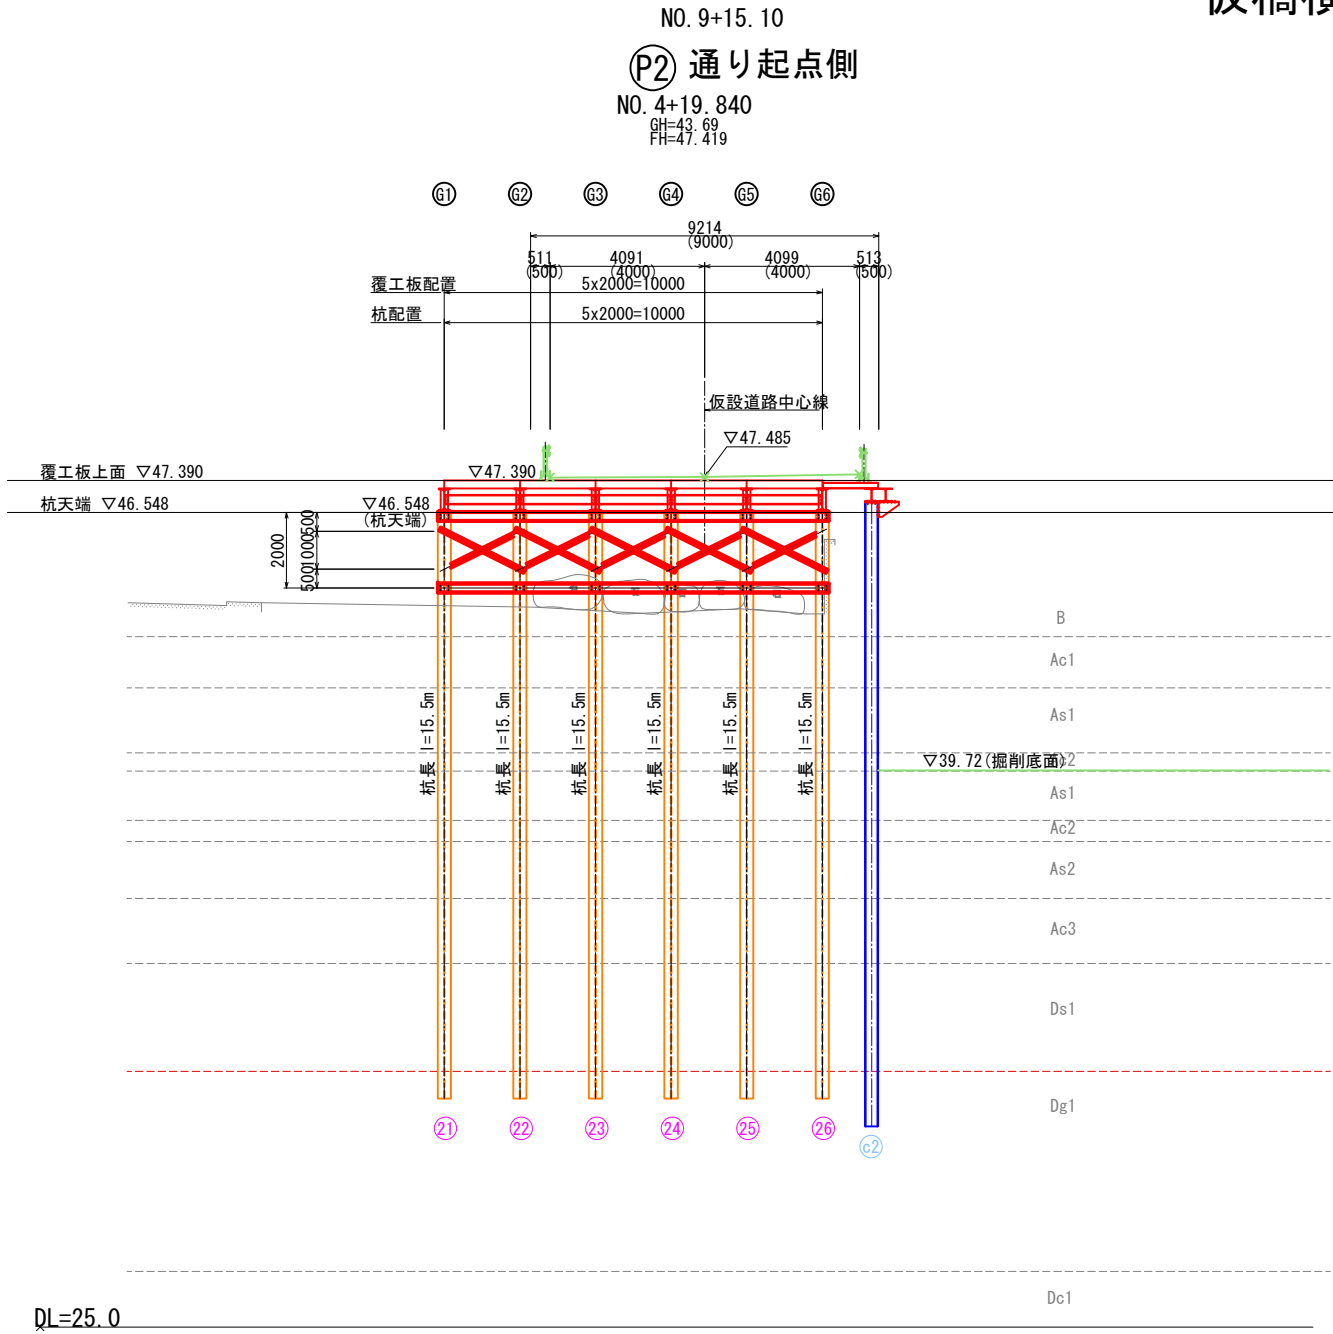 NO.9+15.10
P2 通り起点側
NO.4+19.840
GH=43.69
FH=47.419
G1 G2 G3 G4 G5 G6
9214
(9000)
511 4091 4099 513
(500) (4000) (4000) (500)
覆工板配置 5x2000=10000
杭配置 5x2000=10000
仮設道路中心線
▽47.485
覆工板上面 ▽47.390 ▽47.390
杭天端 ▽46.548 ▽46.548
(杭天端)
2000
500
1000
500
B
Ac1
As1
杭長 l=15.5m
杭長 l=15.5m
杭長 l=15.5m
杭長 l=15.5m
杭長 l=15.5m
杭長 l=15.5m
▽39.72(掘削底面)
As1
Ac2
As2
Ac3
Ds1
Dg1
21 22 23 24 25 26
c2
Dc1
DL=25.0